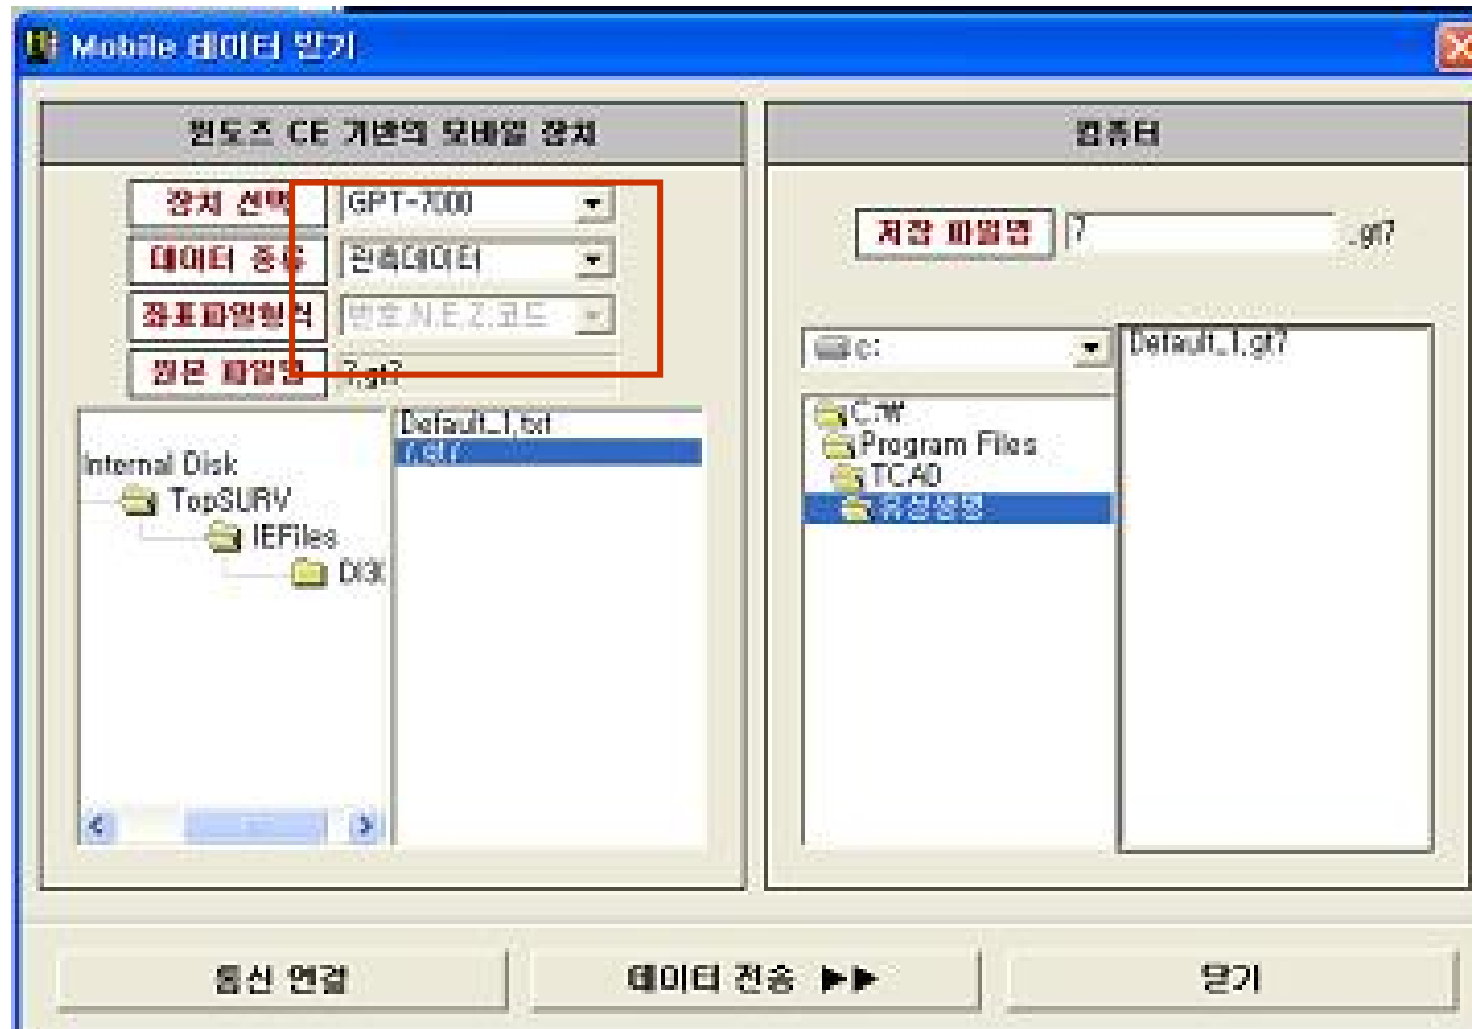 Mobile 데이터 받기
윈도즈 CE 기반의 모바일 장치
장치 선택
GPT-7000
데이터 종류
관측데이터
좌표파일형식
번호,N,E,Z,코드
원본 파일명
7.gt7
Internal Disk
TopSURV
IEFiles
Default_1.txt
7.gt7
컴퓨터
저장 파일명
7
.gt7
c:
C:₩
Program Files
TCAD
Default_1.gt7
통신 연결
데이터 전송 ▶▶
닫기